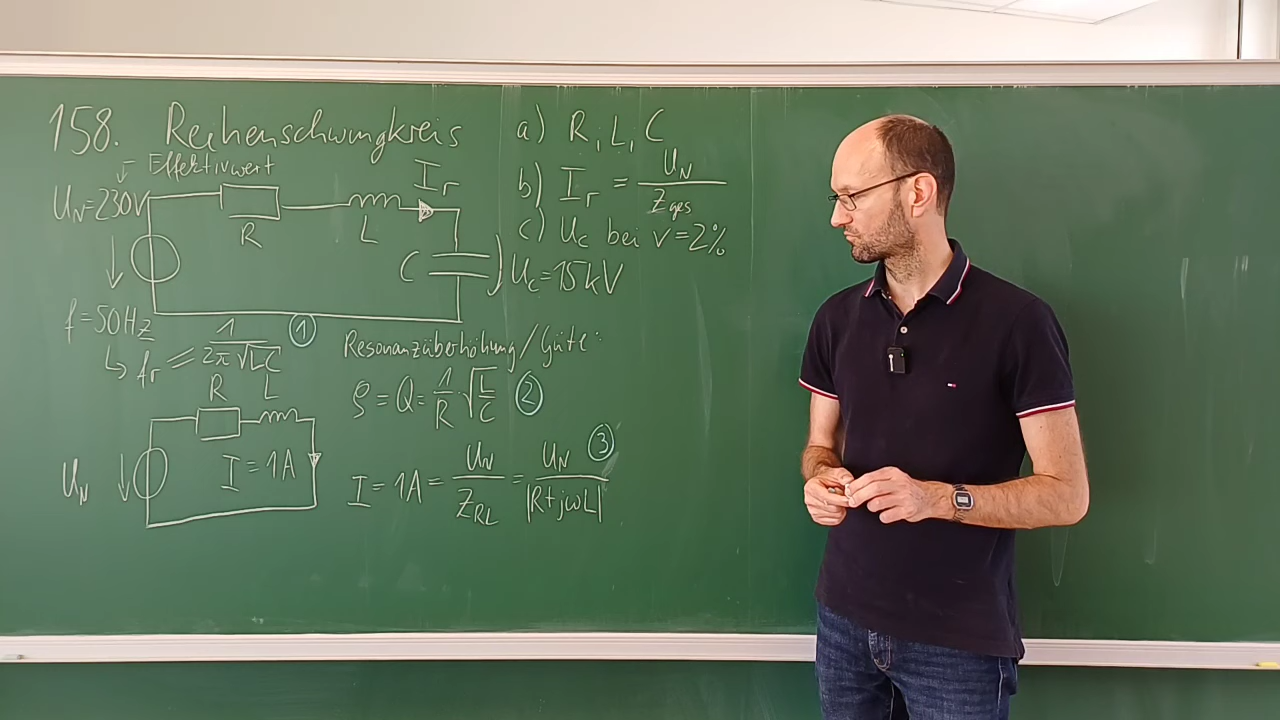 158. Reihenschwingkreis
Effektivwert
U_N = 230V
R
L
I_r
C
U_C = 15kV
f = 50Hz
↳ f_r = 1/(2π√(LC)) ①
a) R, L, C
b) I_r = U_N/Z_ges
c) U_C bei v = 2%
Resonanzüberhöhung/Güte:
ϱ = Q = 1/R · √(L/C) ②
R L
U_N
I = 1A
I = 1A = U_N/Z_RL = U_N/|R+jωL| ③